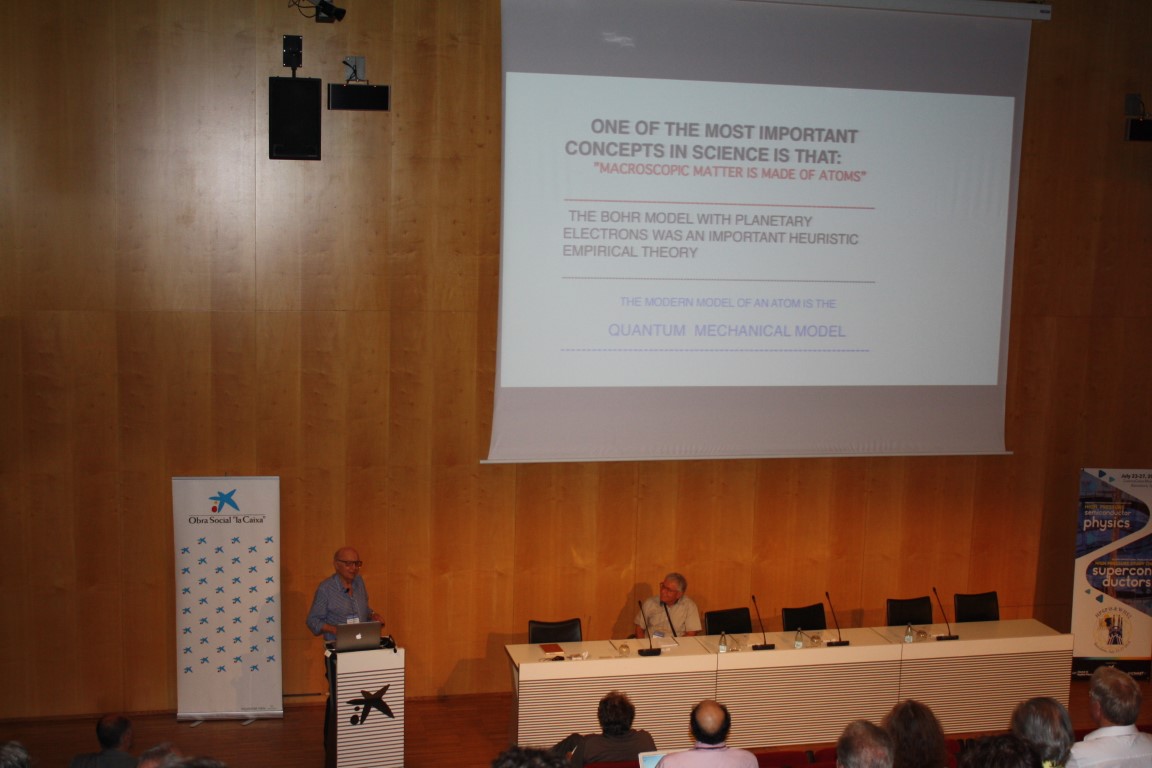 ONE OF THE MOST IMPORTANT
CONCEPTS IN SCIENCE IS THAT:
"MACROSCOPIC MATTER IS MADE OF ATOMS"
THE BOHR MODEL WITH PLANETARY
ELECTRONS WAS AN IMPORTANT HEURISTIC
EMPIRICAL THEORY
THE MODERN MODEL OF AN ATOM IS THE
QUANTUM MECHANICAL MODEL
Obra Social "la Caixa"
semiconductor
physics
supercon
ductors